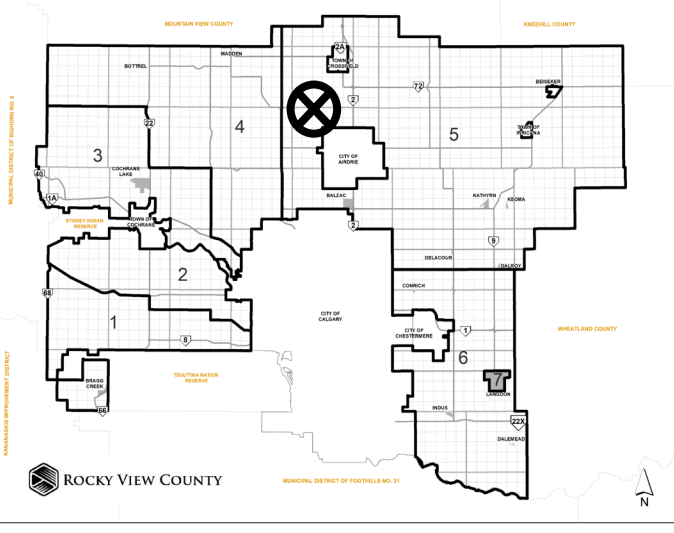 MOUNTAIN VIEW COUNTY
KNEEHILL COUNTY
MADDEN
2A
TOWN OF
CROSSFIELD
BOTTREL
72
BEISEKER
2
22
4
5
TOWN OF
IRRICANA
MUNICIPAL DISTRICT OF BIGHORN NO. 8
3
CITY OF
AIRDRIE
COCHRANE
LAKE
40
1A
BALZAC
KATHYRN
KEOMA
ATONEY INDIAN
RESERVE
TOWN OF
COCHRANE
2
9
DELACOUR
DALROY
2
CONRICH
68
1
CITY OF
CALGARY
CITY OF
CHESTERMERE
1
WHEATLAND COUNTY
8
6
KANANASKIS IMPROVEMENT DISTRICT
TSUUTINA NATION
RESERVE
BRAGG
CREEK
7
LANGDON
66
INDUS
22X
DALEMEAD
ROCKY VIEW COUNTY
MUNICIPAL DISTRICT OF FOOTHILLS NO. 31
N